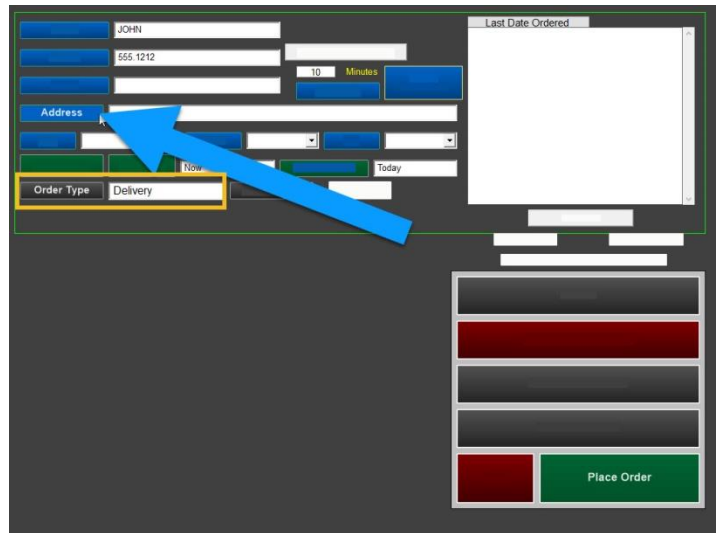 JOHN
Last Date Ordered
555.1212
10 Minutes
Address
Now
Today
Order Type Delivery
Place Order